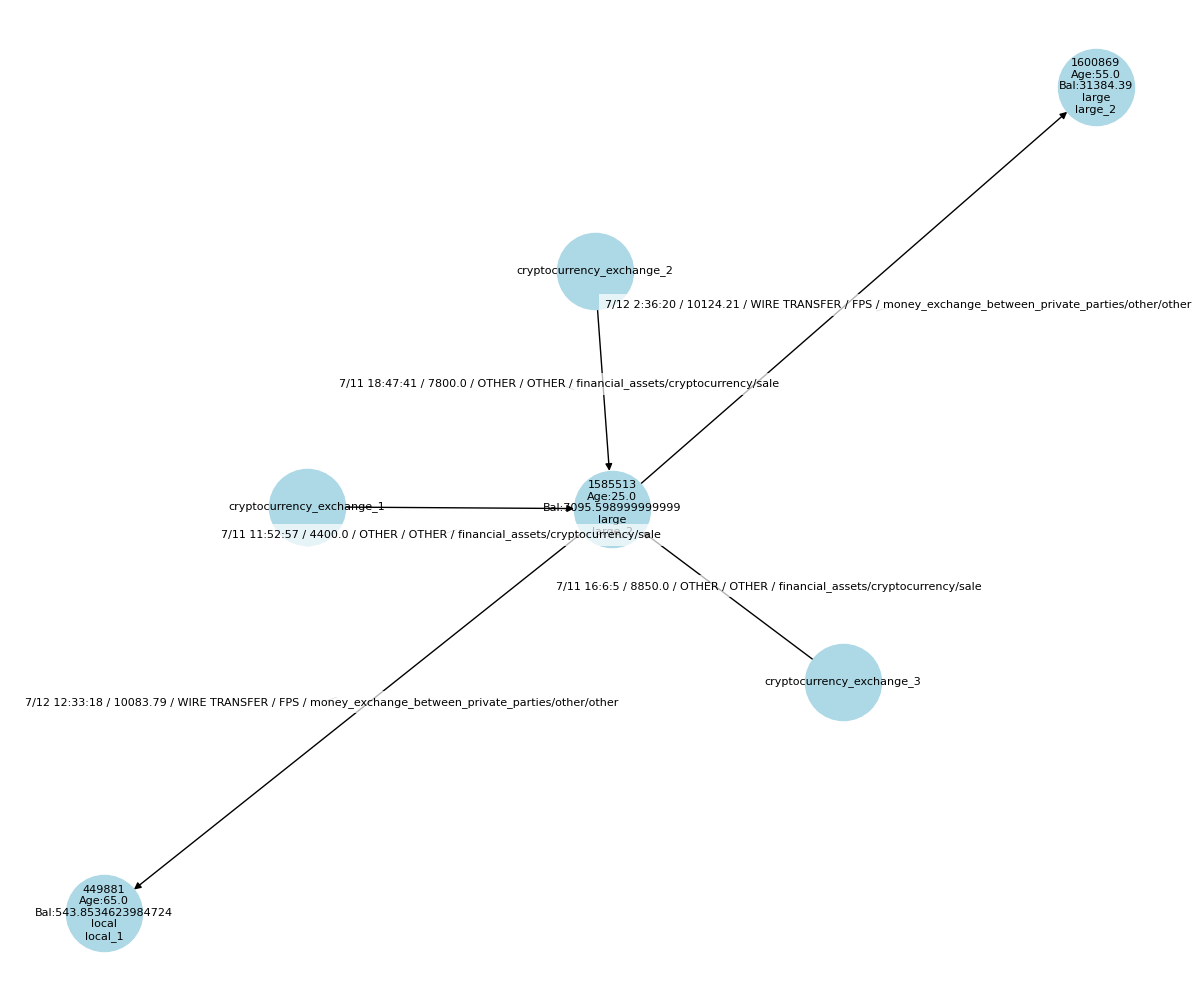 1600869
Age:55.0
Bal:31384.39
large
large_2
cryptocurrency_exchange_2
7/12 2:36:20 / 10124.21 / WIRE TRANSFER / FPS / money_exchange_between_private_parties/other/other
7/11 18:47:41 / 7800.0 / OTHER / OTHER / financial_assets/cryptocurrency/sale
1585513
Age:25.0
Bal:7095.598999999999
large
cryptocurrency_exchange_1
7/11 11:52:57 / 4400.0 / OTHER / OTHER / financial_assets/cryptocurrency/sale
7/11 16:6:5 / 8850.0 / OTHER / OTHER / financial_assets/cryptocurrency/sale
cryptocurrency_exchange_3
7/12 12:33:18 / 10083.79 / WIRE TRANSFER / FPS / money_exchange_between_private_parties/other/other
449881
Age:65.0
Bal:543.8534623984724
local
local_1